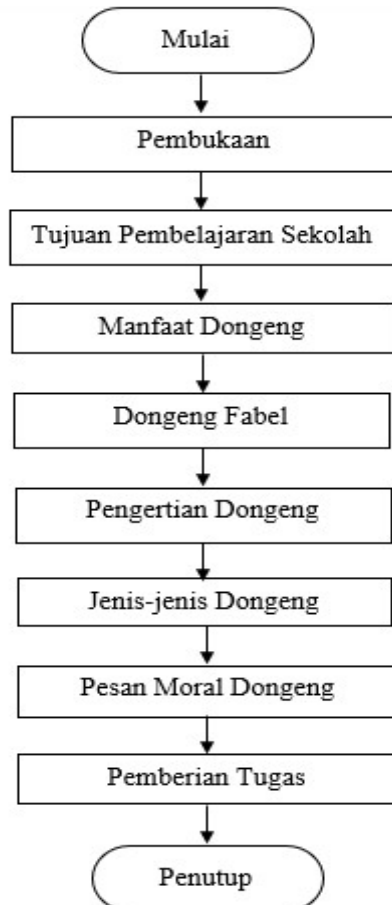 Mulai
Pembukaan
Tujuan Pembelajaran Sekolah
Manfaat Dongeng
Dongeng Fabel
Pengertian Dongeng
Jenis-jenis Dongeng
Pesan Moral Dongeng
Pemberian Tugas
Penutup